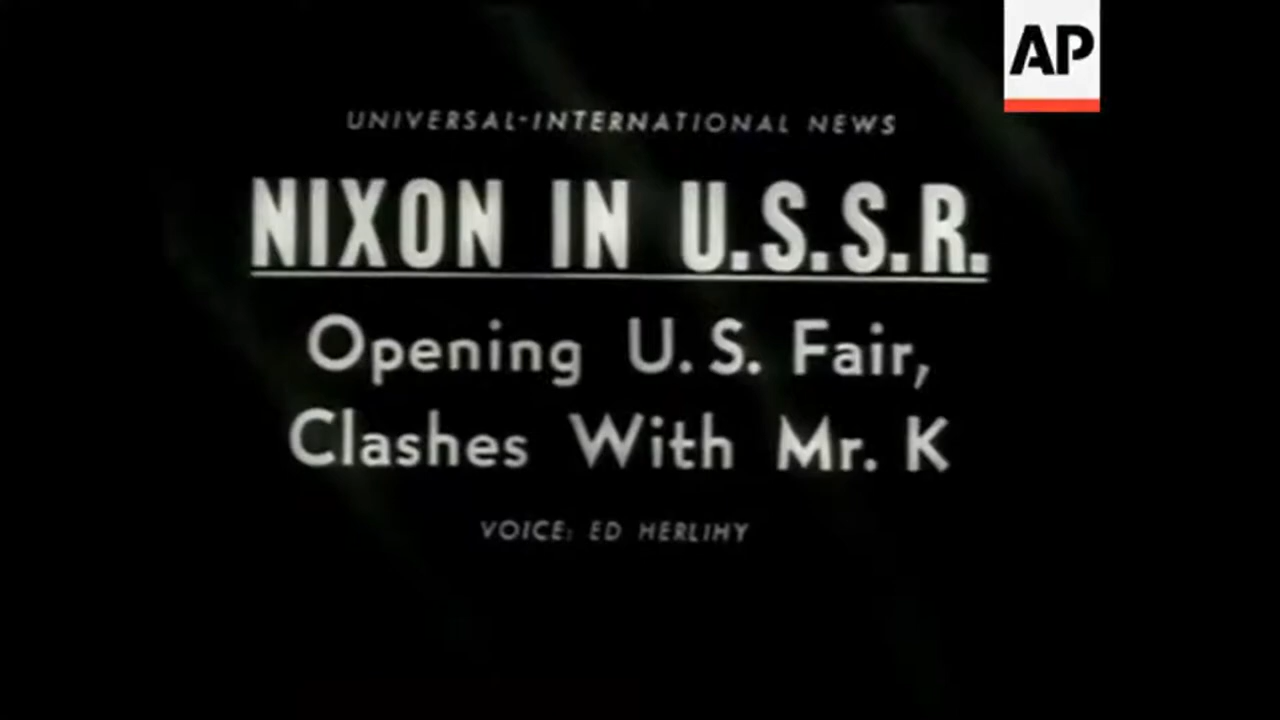 AP
UNIVERSAL-INTERNATIONAL NEWS
NIXON IN U.S.S.R.
Opening U.S. Fair,
Clashes With Mr. K
VOICE: ED HERLIHY